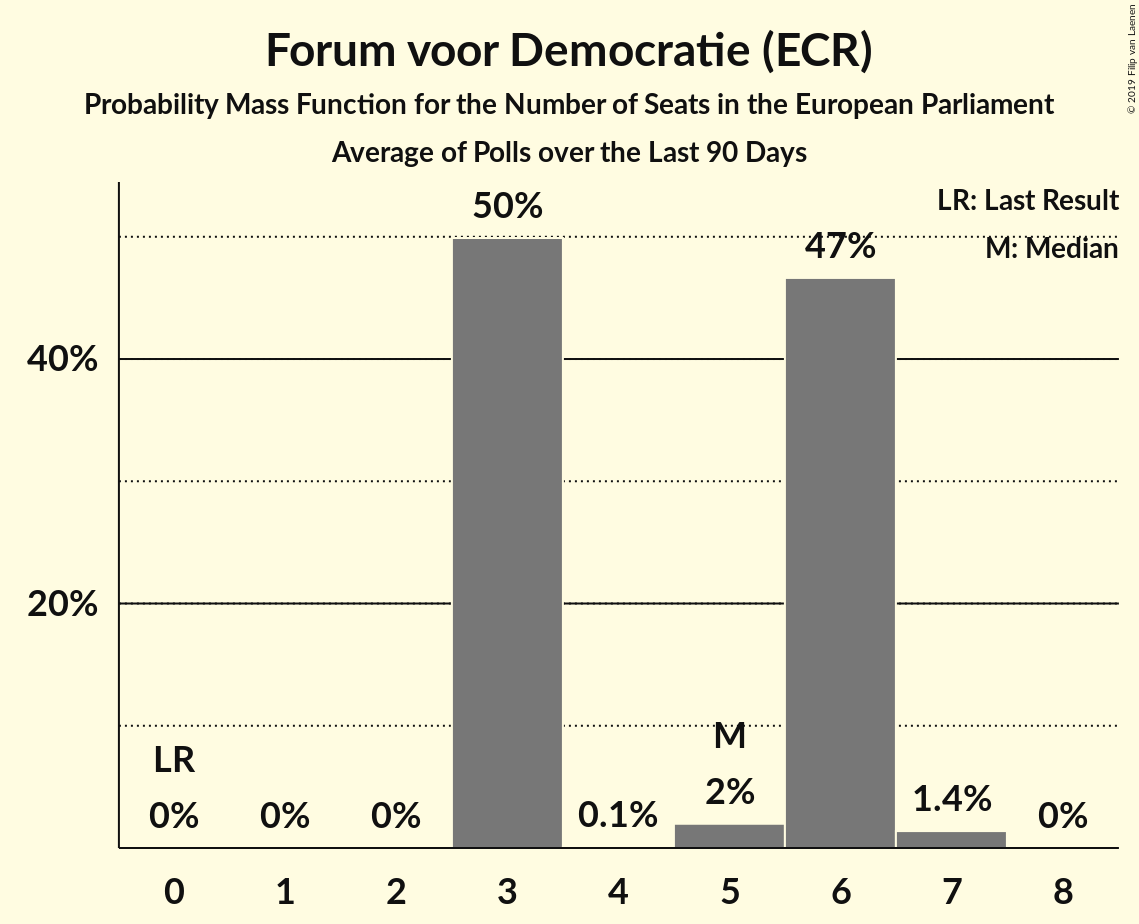 Forum voor Democratie (ECR)
Probability Mass Function for the Number of Seats in the European Parliament
Average of Polls over the Last 90 Days
© 2019 Filip van Laenen
LR: Last Result
M: Median
50%
47%
40%
20%
LR
M
0%
0%
0%
0.1%
2%
1.4%
0%
0 1 2 3 4 5 6 7 8